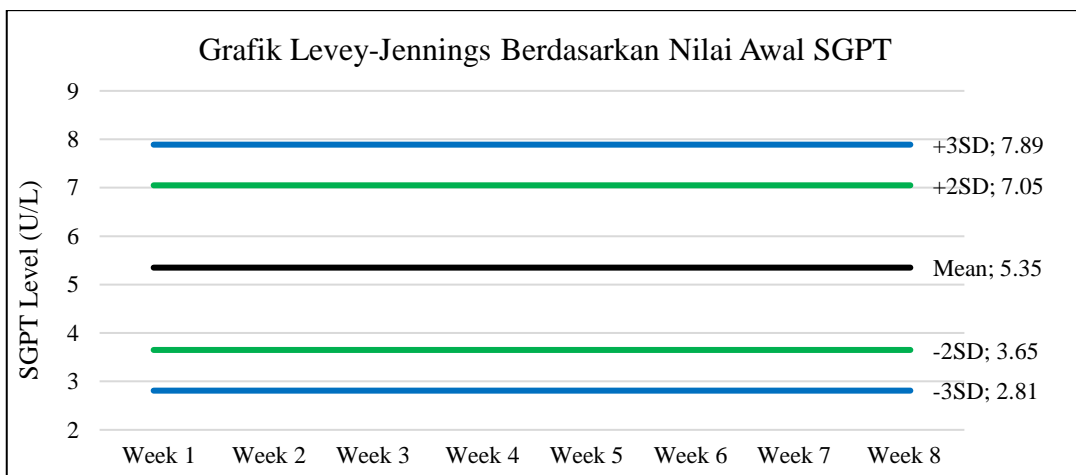 Grafik Levey-Jennings Berdasarkan Nilai Awal SGPT
SGPT Level (U/L)
9
8
7
6
5
4
3
2
+3SD; 7.89
+2SD; 7.05
Mean; 5.35
-2SD; 3.65
-3SD; 2.81
Week 1 Week 2 Week 3 Week 4 Week 5 Week 6 Week 7 Week 8